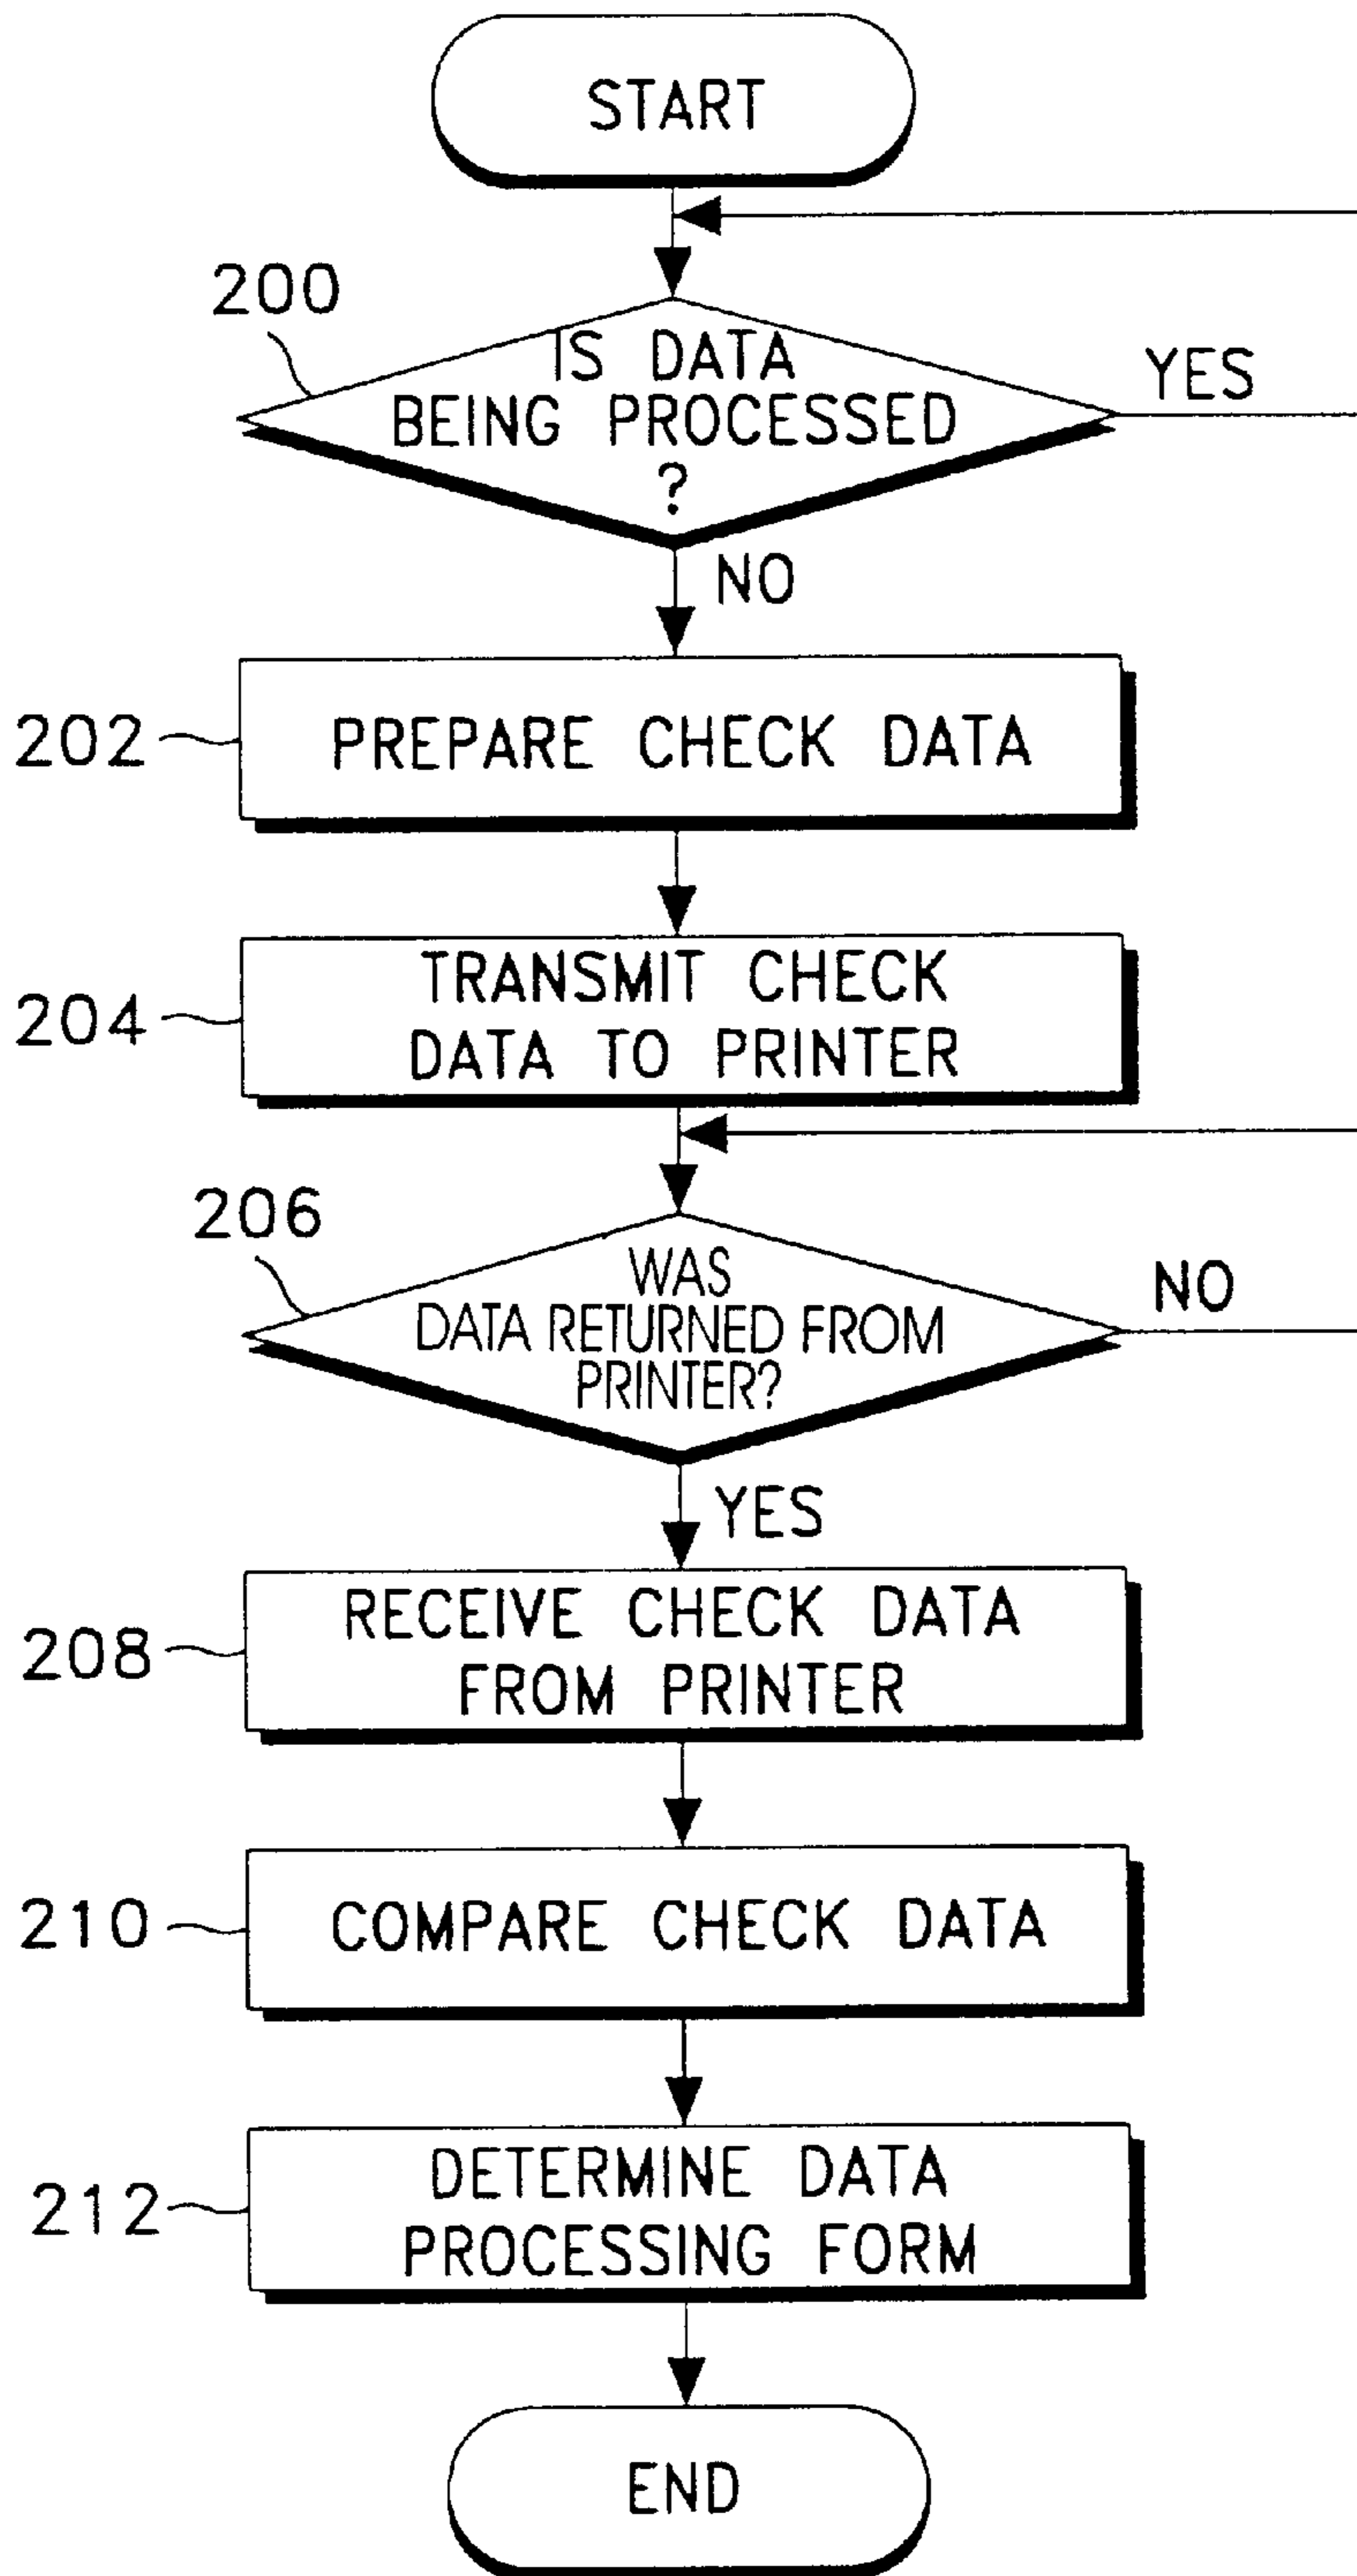 START
200
IS DATA
BEING PROCESSED
?
YES
NO
202
PREPARE CHECK DATA
204
TRANSMIT CHECK
DATA TO PRINTER
206
WAS
DATA RETURNED FROM
PRINTER?
NO
YES
208
RECEIVE CHECK DATA
FROM PRINTER
210
COMPARE CHECK DATA
212
DETERMINE DATA
PROCESSING FORM
END